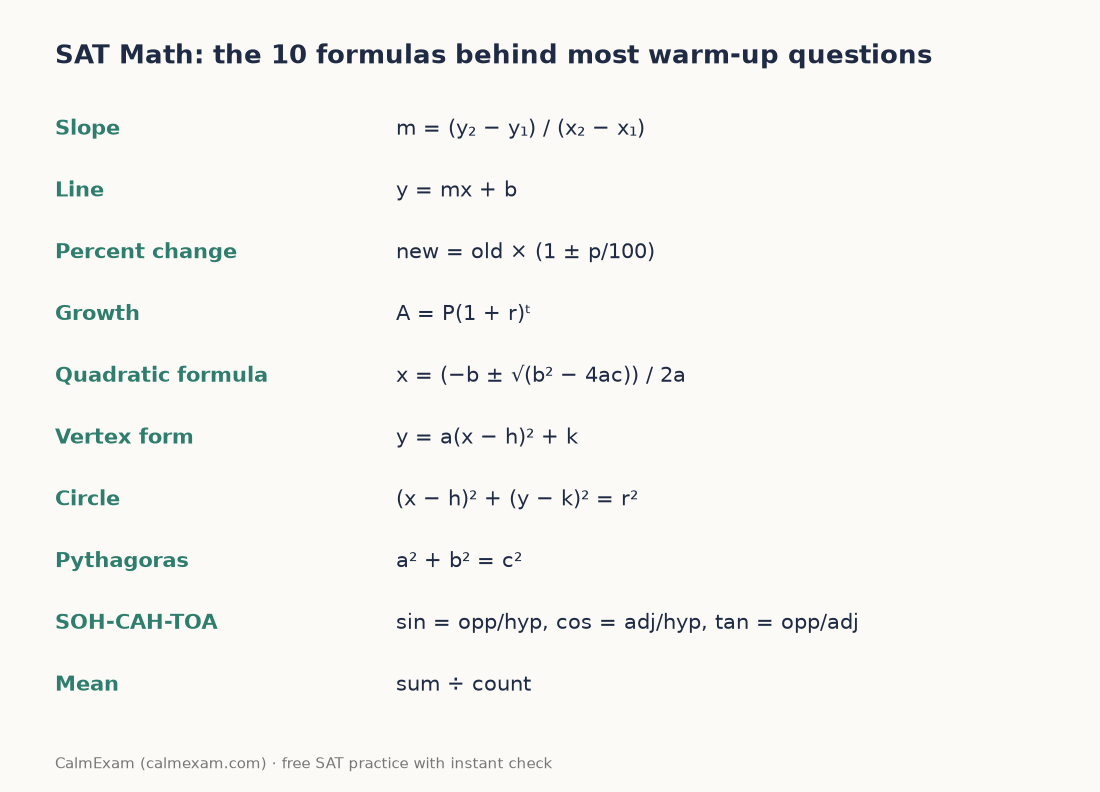 SAT Math: the 10 formulas behind most warm-up questions
Slope m = (y₂ − y₁) / (x₂ − x₁)
Line y = mx + b
Percent change new = old × (1 ± p/100)
Growth A = P(1 + r)ᵗ
Quadratic formula x = (−b ± √(b² − 4ac)) / 2a
Vertex form y = a(x − h)² + k
Circle (x − h)² + (y − k)² = r²
Pythagoras a² + b² = c²
SOH-CAH-TOA sin = opp/hyp, cos = adj/hyp, tan = opp/adj
Mean sum ÷ count
CalmExam (calmexam.com) · free SAT practice with instant check